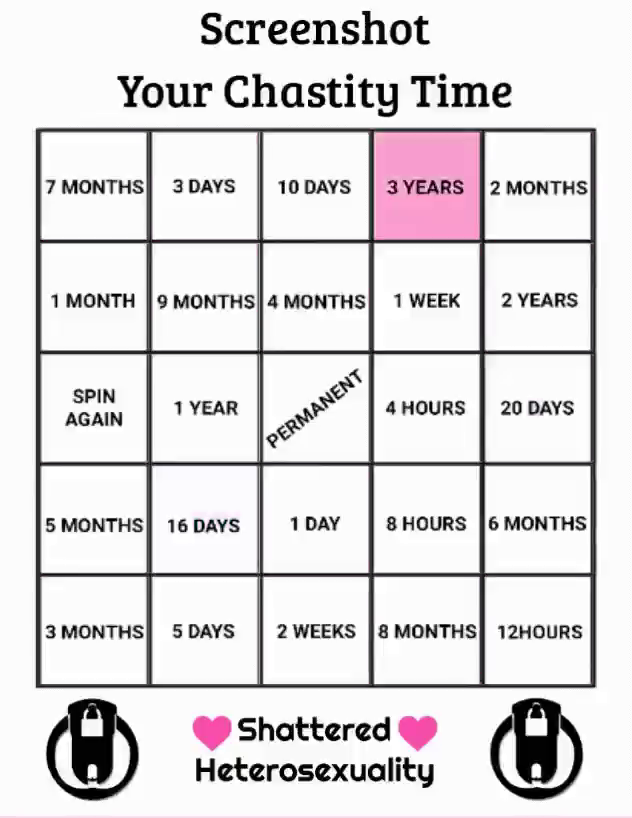 Screenshot
Your Chastity Time
7 MONTHS
3 DAYS
10 DAYS
3 YEARS
2 MONTHS
1 MONTH
9 MONTHS
4 MONTHS
1 WEEK
2 YEARS
SPIN
AGAIN
1 YEAR
PERMANENT
4 HOURS
20 DAYS
5 MONTHS
16 DAYS
1 DAY
8 HOURS
6 MONTHS
3 MONTHS
5 DAYS
2 WEEKS
8 MONTHS
12HOURS
Shattered
Heterosexuality